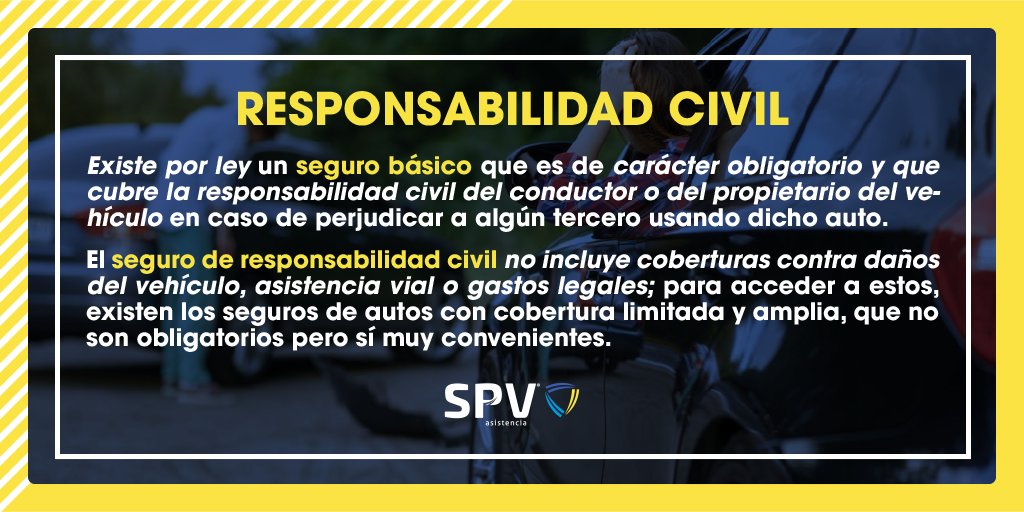 RESPONSABILIDAD CIVIL
Existe por ley un seguro básico que es de carácter obligatorio y que
cubre la responsabilidad civil del conductor o del propietario del ve-
hículo en caso de perjudicar a algún tercero usando dicho auto.
El seguro de responsabilidad civil no incluye coberturas contra daños
del vehículo, asistencia vial o gastos legales; para acceder a estos,
existen los seguros de autos con cobertura limitada y amplia, que no
son obligatorios pero sí muy convenientes.
SPV®
asistencia